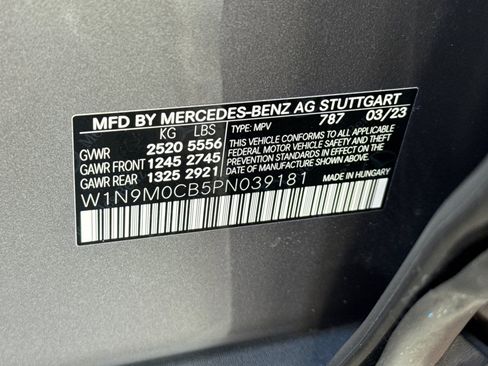 MFD BY MERCEDES-BENZ AG STUTTGART
KG LBS TYPE: MPV 787 03/23
GVWR 2520 5556
GAWR FRONT 1245 2745
GAWR REAR 1325 2921
THIS VEHICLE CONFORMS TO ALL APPLICABLE
FEDERAL MOTOR VEHICLE SAFETY, BUMPER, AND
THEFT PREVENTION STANDARDS IN EFFECT ON THE
DATE OF MANUFACTURE SHOWN ABOVE.
W1N9M0CB5PN039181 MADE IN HUNGARY